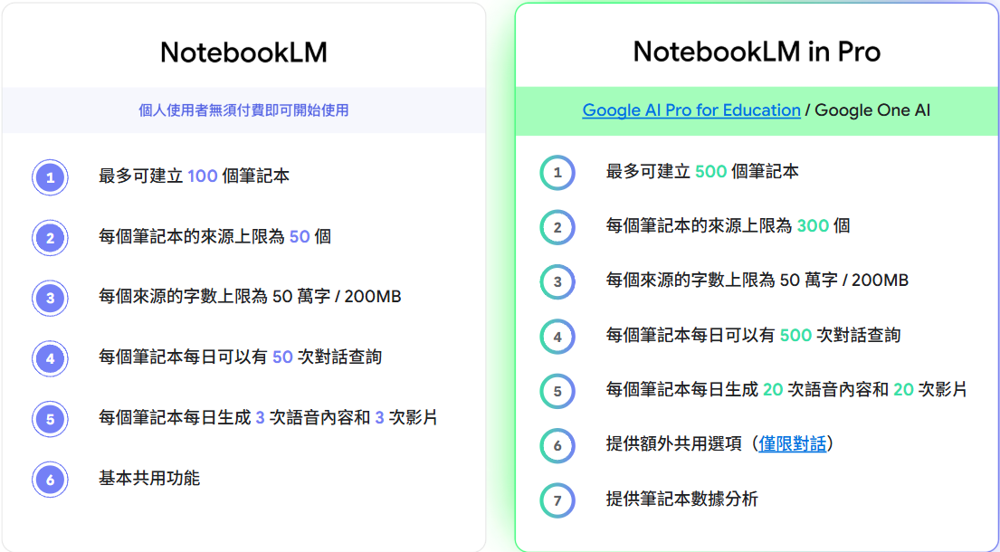 NotebookLM
個人使用者無須付費即可開始使用
1 最多可建立 100 個筆記本
2 每個筆記本的來源上限為 50 個
3 每個來源的字數上限為 50 萬字 / 200MB
4 每個筆記本每日可以有 50 次對話查詢
5 每個筆記本每日生成 3 次語音內容和 3 次影片
6 基本共用功能
NotebookLM in Pro
Google AI Pro for Education / Google One AI
1 最多可建立 500 個筆記本
2 每個筆記本的來源上限為 300 個
3 每個來源的字數上限為 50 萬字 / 200MB
4 每個筆記本每日可以有 500 次對話查詢
5 每個筆記本每日生成 20 次語音內容和 20 次影片
6 提供額外共用選項（僅限對話）
7 提供筆記本數據分析